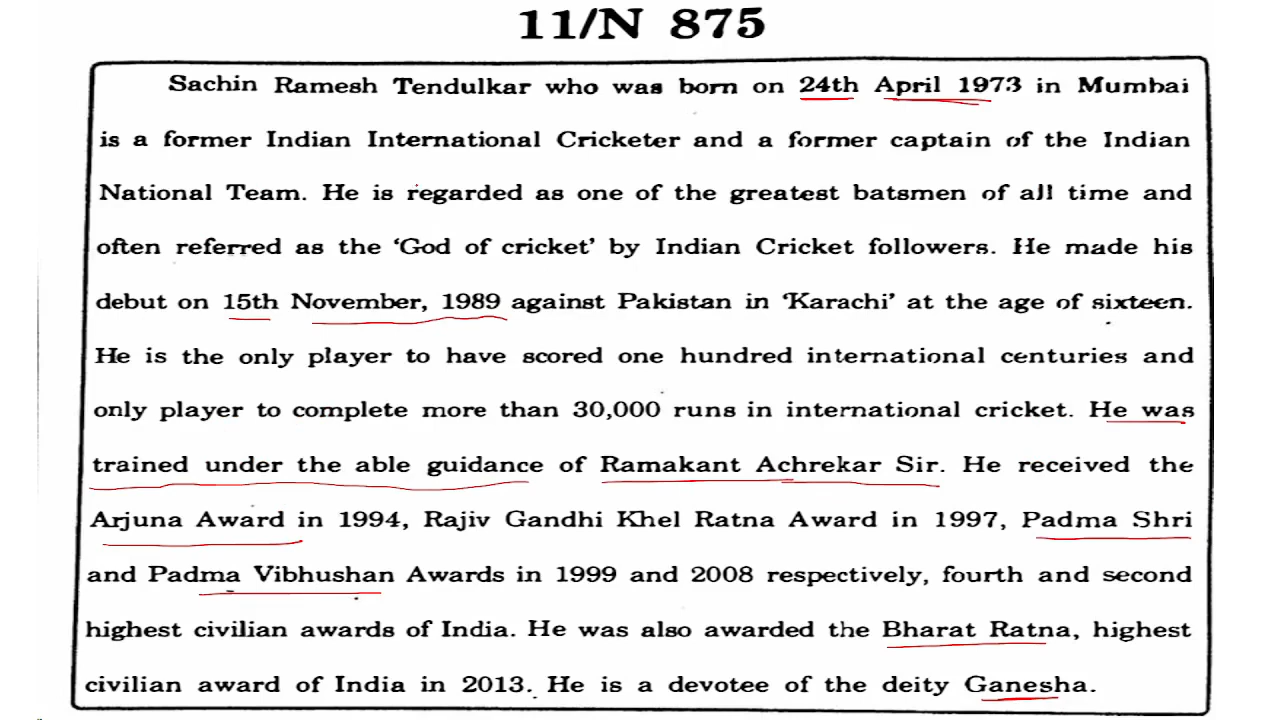 11/N 875
Sachin Ramesh Tendulkar who was born on 24th April 1973 in Mumbai
is a former Indian International Cricketer and a former captain of the Indian
National Team. He is regarded as one of the greatest batsmen of all time and
often referred as the ‘God of cricket’ by Indian Cricket followers. He made his
debut on 15th November, 1989 against Pakistan in ‘Karachi’ at the age of sixteen.
He is the only player to have scored one hundred international centuries and
only player to complete more than 30,000 runs in international cricket. He was
trained under the able guidance of Ramakant Achrekar Sir. He received the
Arjuna Award in 1994, Rajiv Gandhi Khel Ratna Award in 1997, Padma Shri
and Padma Vibhushan Awards in 1999 and 2008 respectively, fourth and second
highest civilian awards of India. He was also awarded the Bharat Ratna, highest
civilian award of India in 2013. He is a devotee of the deity Ganesha.